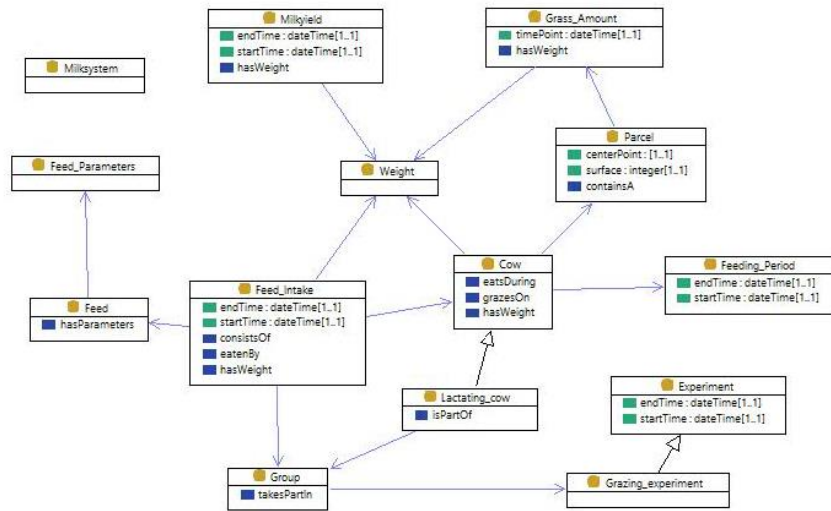 Milkyield
endTime : dateTime[1..1]
startTime : dateTime[1..1]
hasWeight
Grass_Amount
timePoint : dateTime[1..1]
hasWeight
Milksystem
Parcel
centerPoint : [1..1]
surface : integer[1..1]
containsA
Feed_Parameters
Weight
Cow
eatsDuring
grazesOn
hasWeight
Feeding_Period
endTime : dateTime[1..1]
startTime : dateTime[1..1]
Feed_Intake
endTime : dateTime[1..1]
startTime : dateTime[1..1]
consistsOf
eatenBy
hasWeight
Feed
hasParameters
Lactating_cow
isPartOf
Experiment
endTime : dateTime[1..1]
startTime : dateTime[1..1]
Group
takesPartIn
Grazing_experiment